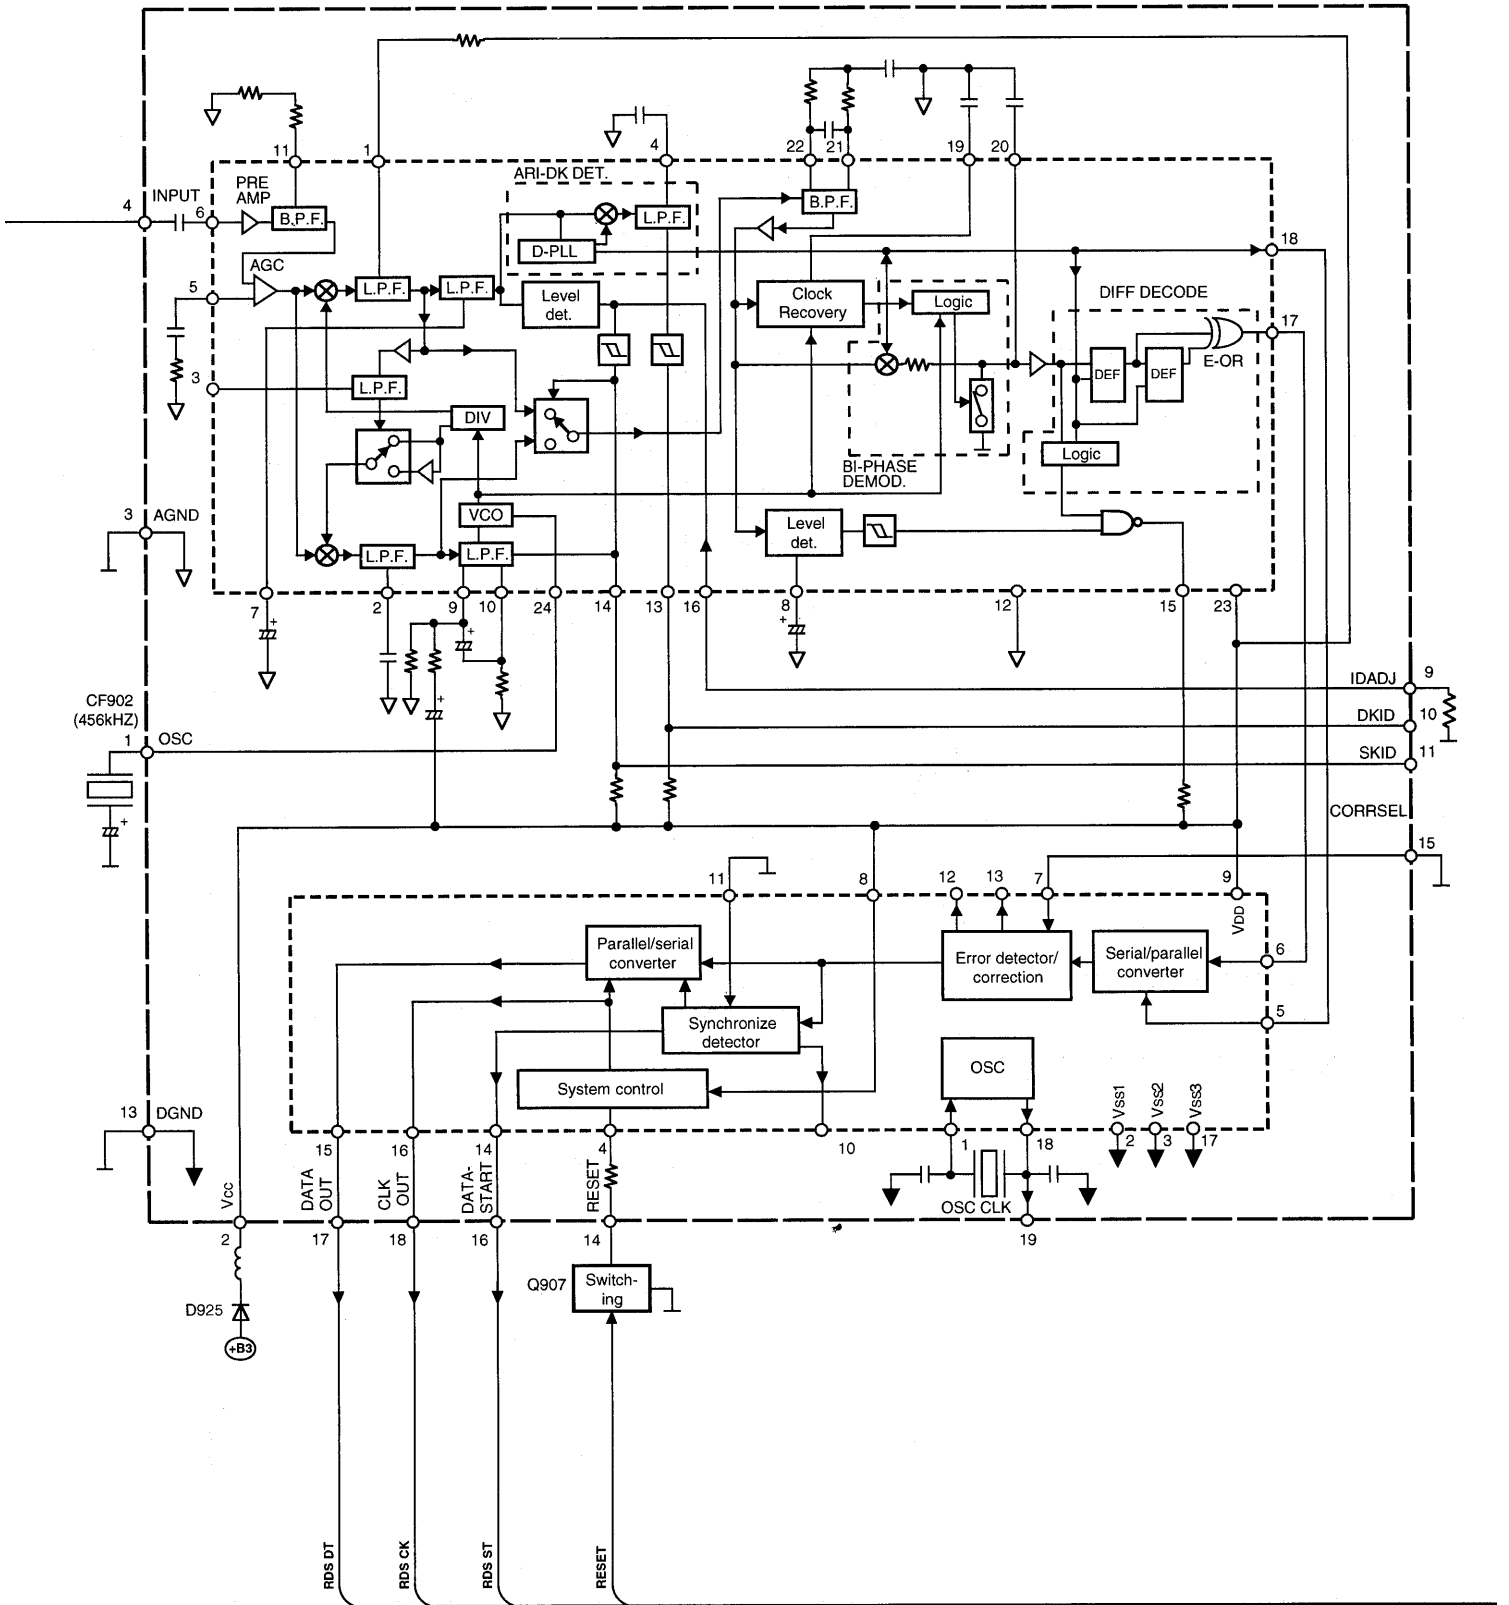 11
1
4
22
21
19
20
ARI-DK DET.
4
INPUT
6
PRE
AMP
B.P.F.
L.P.F.
B.P.F.
D-PLL
18
5
AGC
L.P.F.
L.P.F.
Level
det.
Clock
Recovery
Logic
DIFF DECODE
17
E-OR
3
L.P.F.
DEF
DEF
DIV
BI-PHASE
DEMOD.
Logic
3
AGND
VCO
L.P.F.
L.P.F.
Level
det.
7
+
2
9
10
+
+
24
14
13
16
8
+
12
15
23
IDADJ
9
DKID
10
SKID
11
CF902
(456kHZ)
1
OSC
+
CORRSEL
15
11
8
12
13
7
9
VDD
Parallel/serial
converter
Error detector/
correction
Serial/parallel
converter
6
5
Synchronize
detector
OSC
System control
13
DGND
15
16
14
4
10
1
18
Vss1
2
Vss2
3
Vss3
17
Vcc
DATA
OUT
CLK
OUT
DATA-
START
RESET
OSC CLK
2
17
18
16
14
19
Q907
Switch-
ing
D925
+B3
RDS DT
RDS CK
RDS ST
RESET